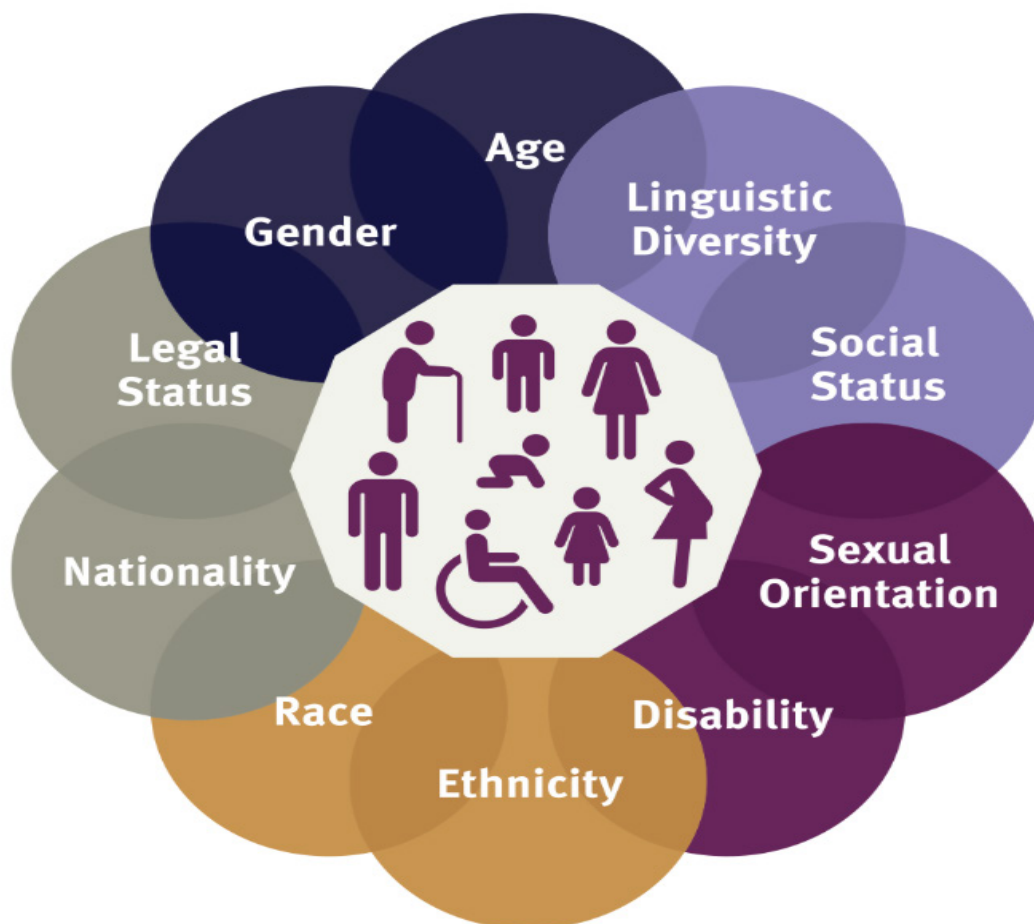 Age
Linguistic
Diversity
Gender
Social
Status
Legal
Status
Nationality
Sexual
Orientation
Race
Disability
Ethnicity